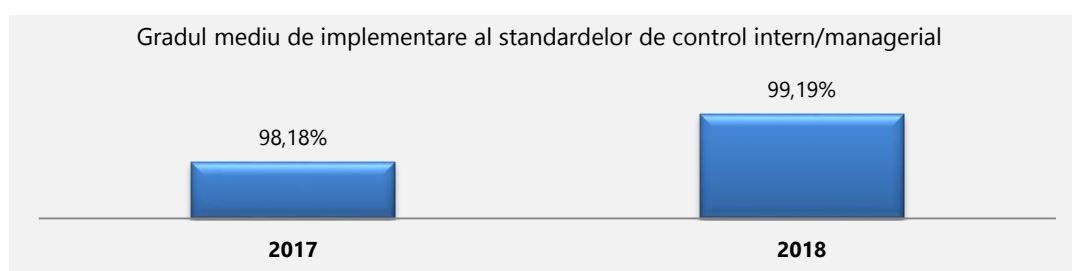 Gradul mediu de implementare al standardelor de control intern/managerial
99,19%
98,18%
2017 2018